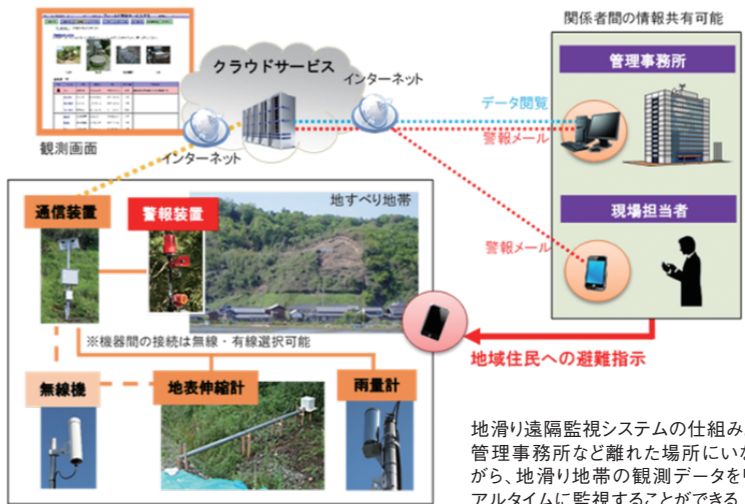 関係者間の情報共有可能
クラウドサービス
インターネット
管理事務所
データ閲覧
警報メール
観測画面
インターネット
通信装置
警報装置
地すべり地帯
現場担当者
警報メール
※機器間の接続は無線・有線選択可能
地域住民への避難指示
無線機
地表伸縮計
雨量計
地滑り遠隔監視システムの仕組み
管理事務所など離れた場所にいな
がら、地滑り地帯の観測データを
アルタイムに監視することができる